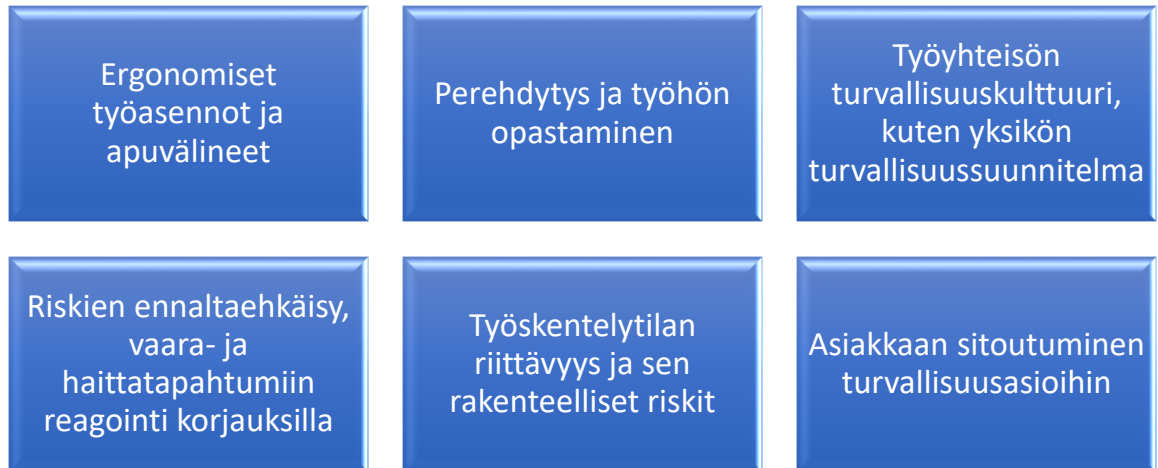 Ergonomiset
työasennot ja
apuvälineet
Perehdytys ja työhön
opastaminen
Työyhteisön
turvallisuuskulttuuri,
kuten yksikön
turvallisuussuunnitelma
Riskien ennaltaehkäisy,
vaara- ja
haittatapahtumiin
reagointi korjauksilla
Työskentelytilan
riittävyys ja sen
rakenteelliset riskit
Asiakkaan sitoutuminen
turvallisuusasioihin